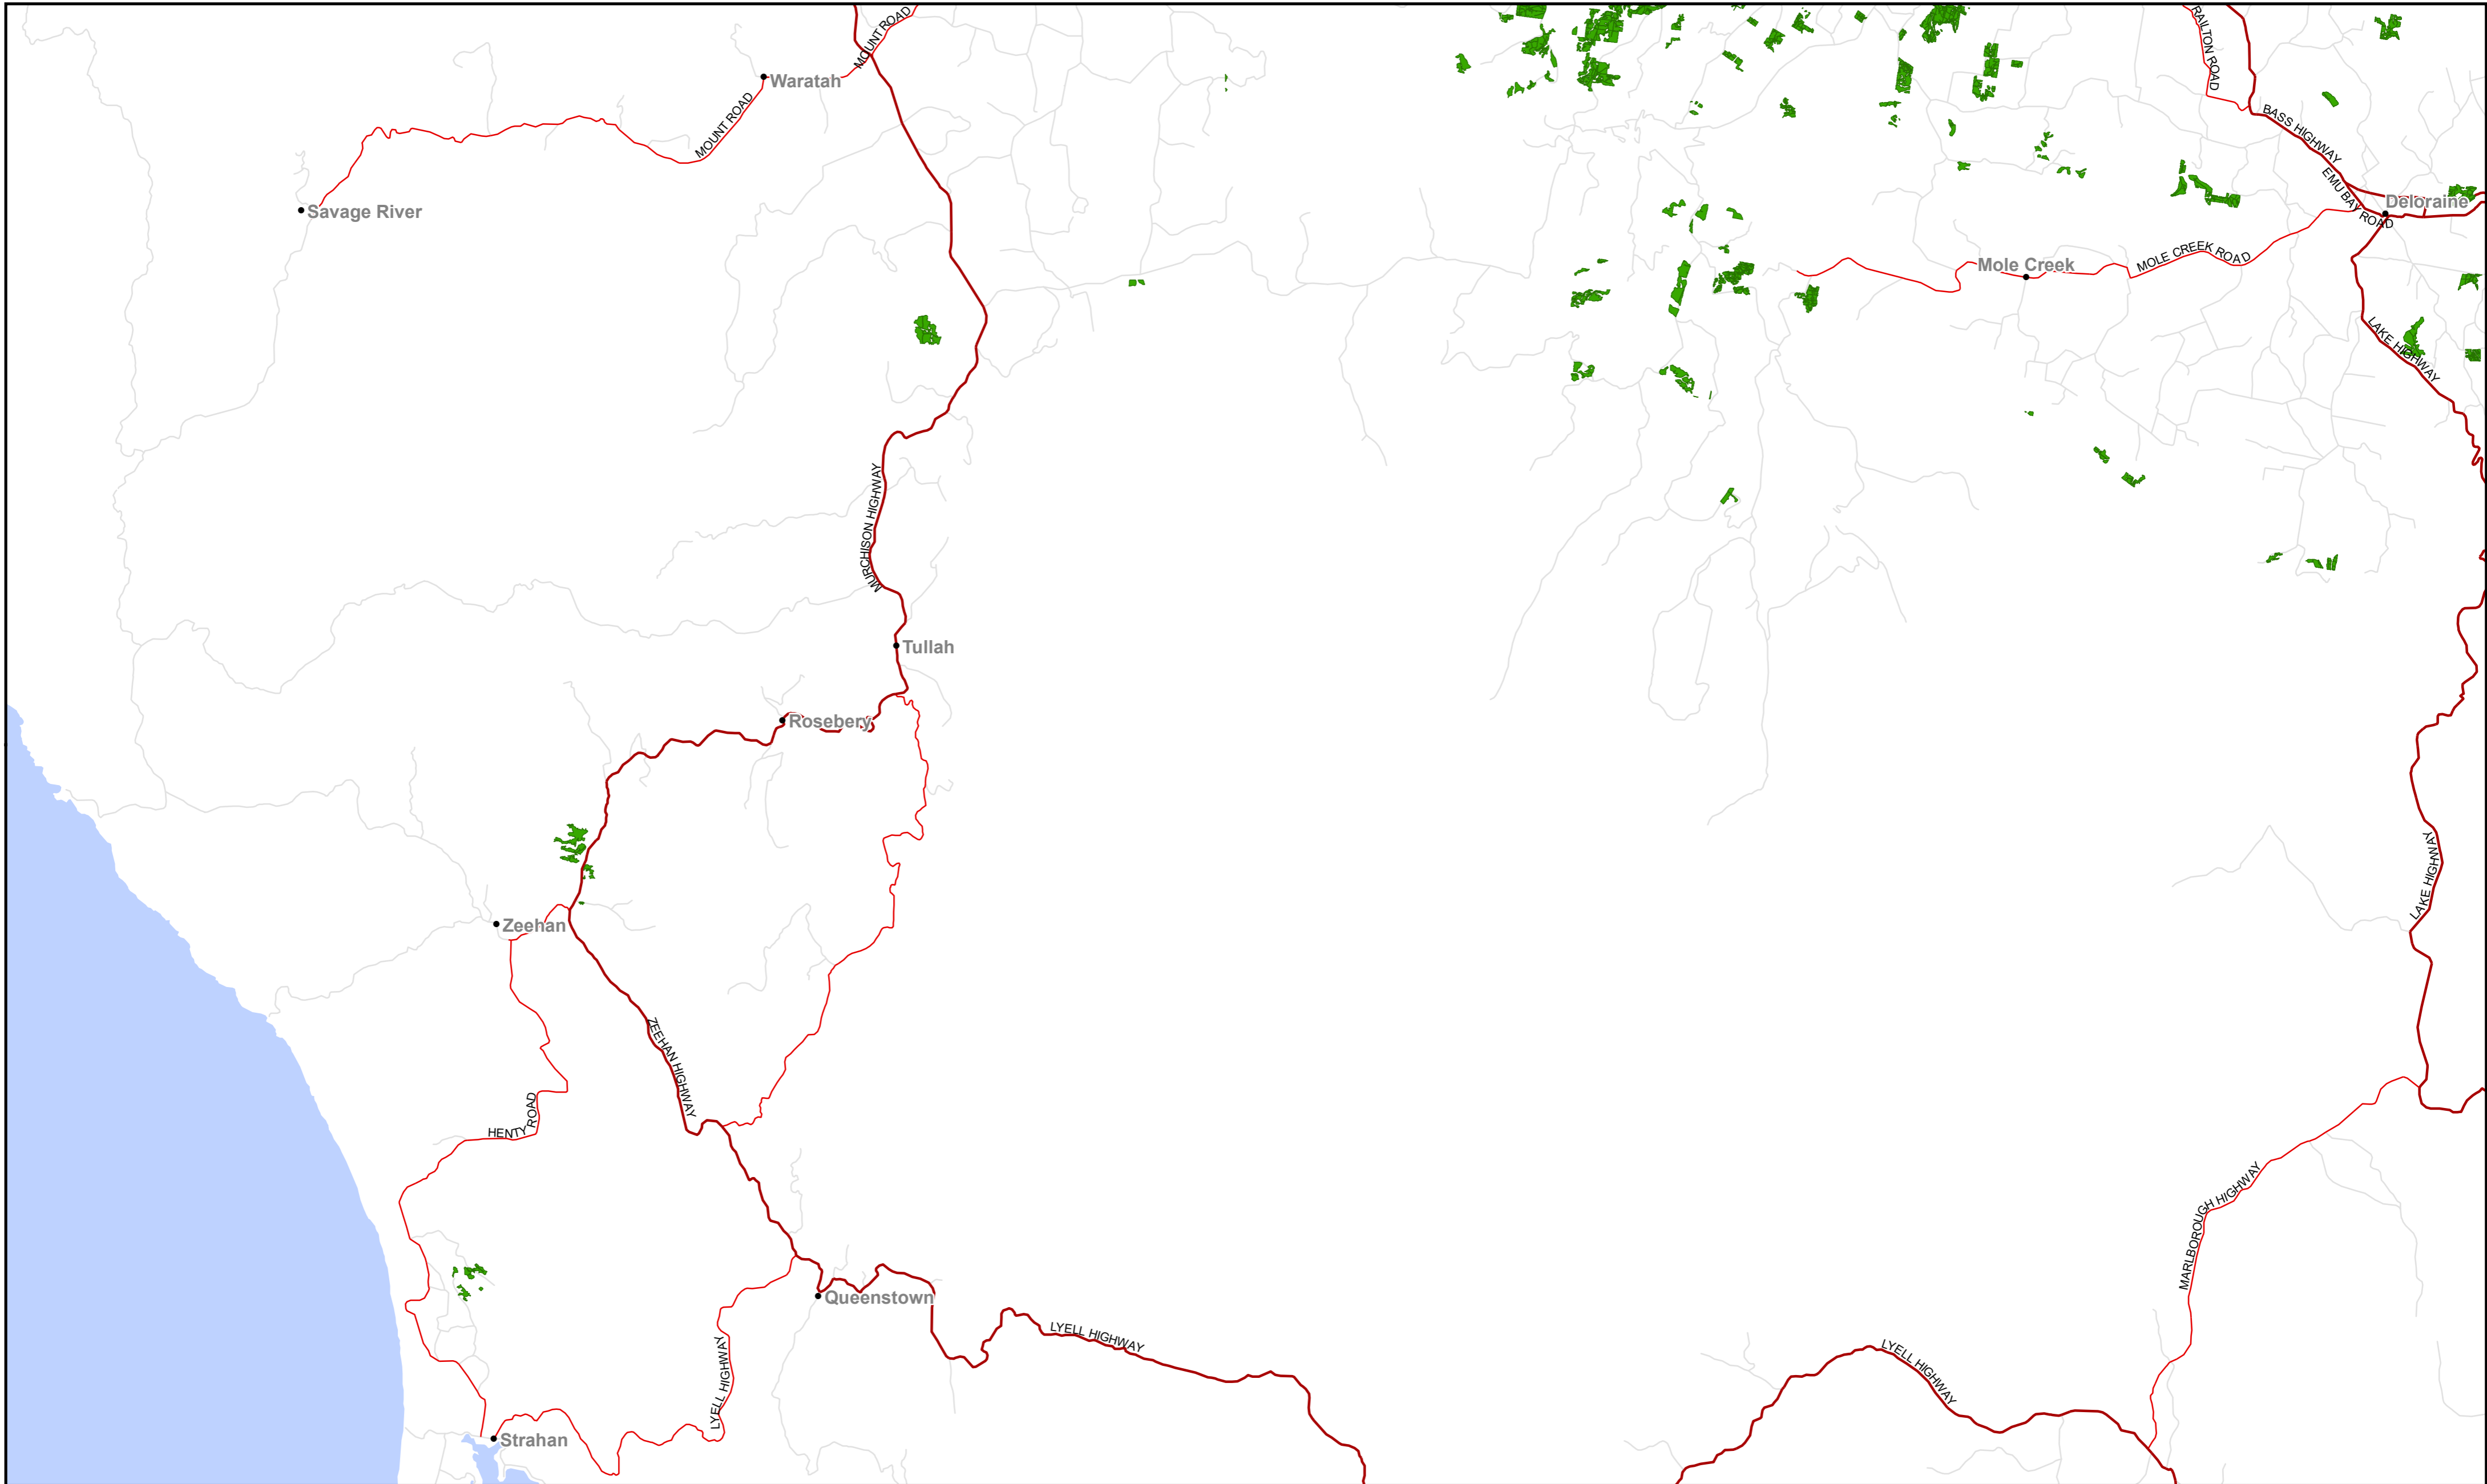 MOUNT ROAD
RAILTON ROAD
Waratah
MOUNT ROAD
BASS HIGHWAY
EMU BAY ROAD
Savage River
Deloraine
MOLE CREEK ROAD
Mole Creek
LAKE HIGHWAY
MURCHISON HIGHWAY
Tullah
Rosebery
LAKE HIGHWAY
Zeehan
ZEEHAN HIGHWAY
HENTY ROAD
MARLBOROUGH HIGHWAY
Queenstown
LYELL HIGHWAY
LYELL HIGHWAY
LYELL HIGHWAY
Strahan